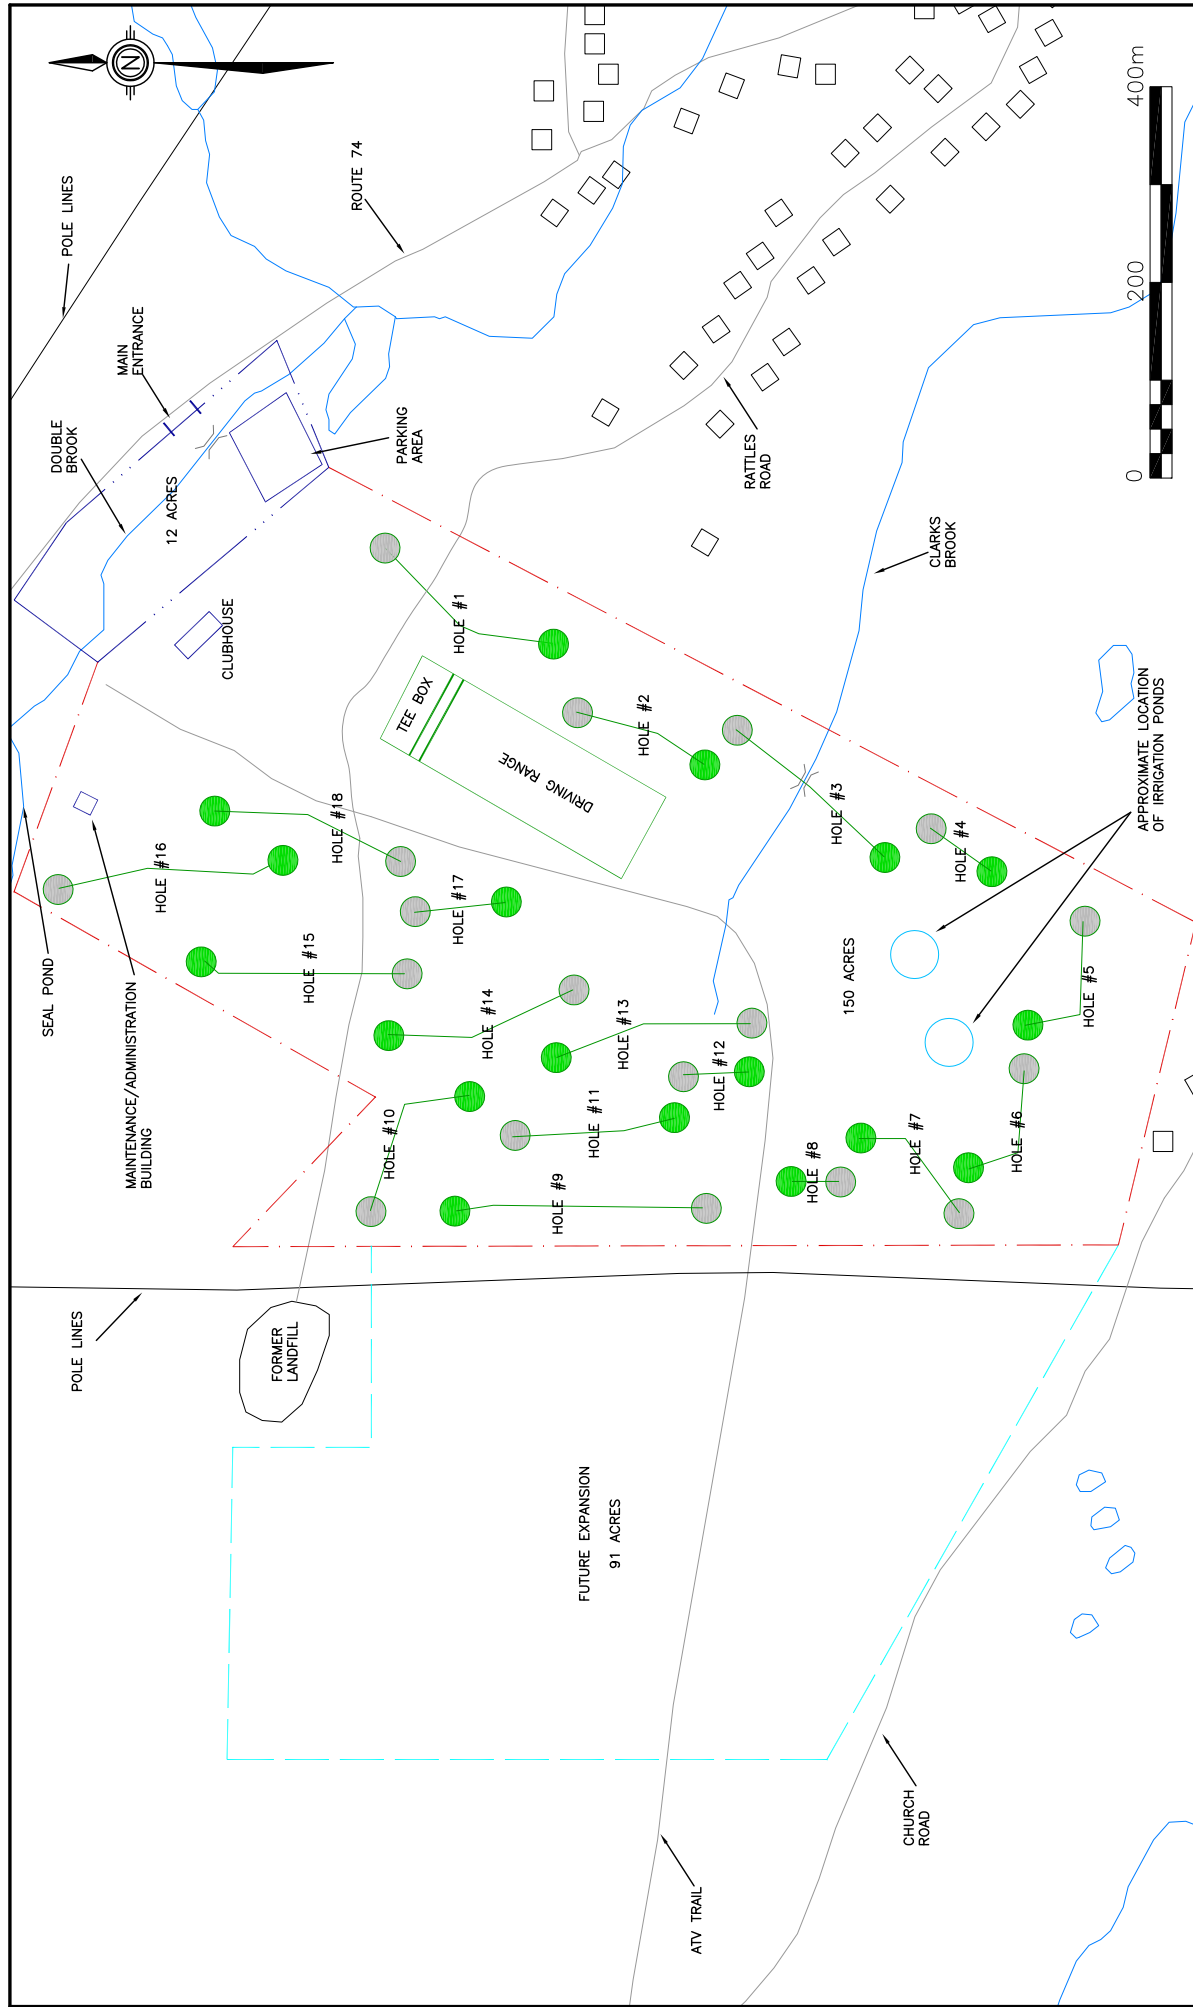 POLE LINES
FORMER
LANDFILL
FUTURE EXPANSION
91 ACRES
ATV TRAIL
CHURCH
ROAD
SEAL POND
MAINTENANCE/ADMINISTRATION
BUILDING
HOLE #16
HOLE #15
HOLE #18
HOLE #17
HOLE #14
HOLE #10
HOLE #13
HOLE #11
HOLE #9
HOLE #12
HOLE #8
HOLE #7
HOLE #6
HOLE #5
150 ACRES
HOLE #4
HOLE #3
HOLE #2
HOLE #1
TEE BOX
DRIVING RANGE
CLUBHOUSE
12 ACRES
DOUBLE
BROOK
MAIN
ENTRANCE
PARKING
AREA
POLE LINES
N
ROUTE 74
RATTLES
ROAD
CLARKS
BROOK
APPROXIMATE LOCATION
OF IRRIGATION PONDS
0 200 400m